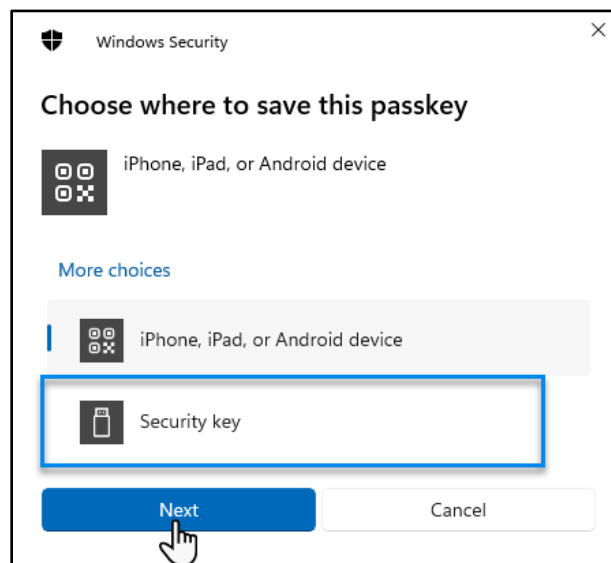 Windows Security
Choose where to save this passkey
iPhone, iPad, or Android device
More choices
iPhone, iPad, or Android device
Security key
Next Cancel